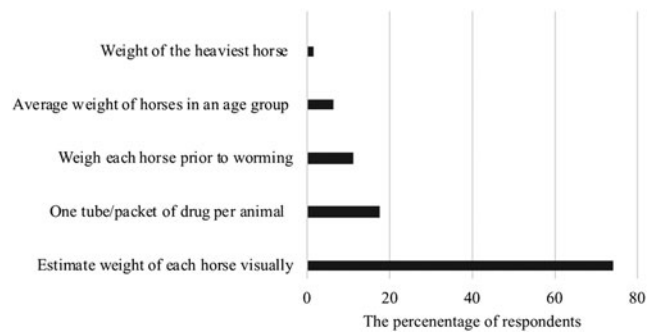 Weight of the heaviest horse
Average weight of horses in an age group
Weigh each horse prior to worming
One tube/packet of drug per animal
Estimate weight of each horse visually
0 20 40 60 80
The percenentage of respondents